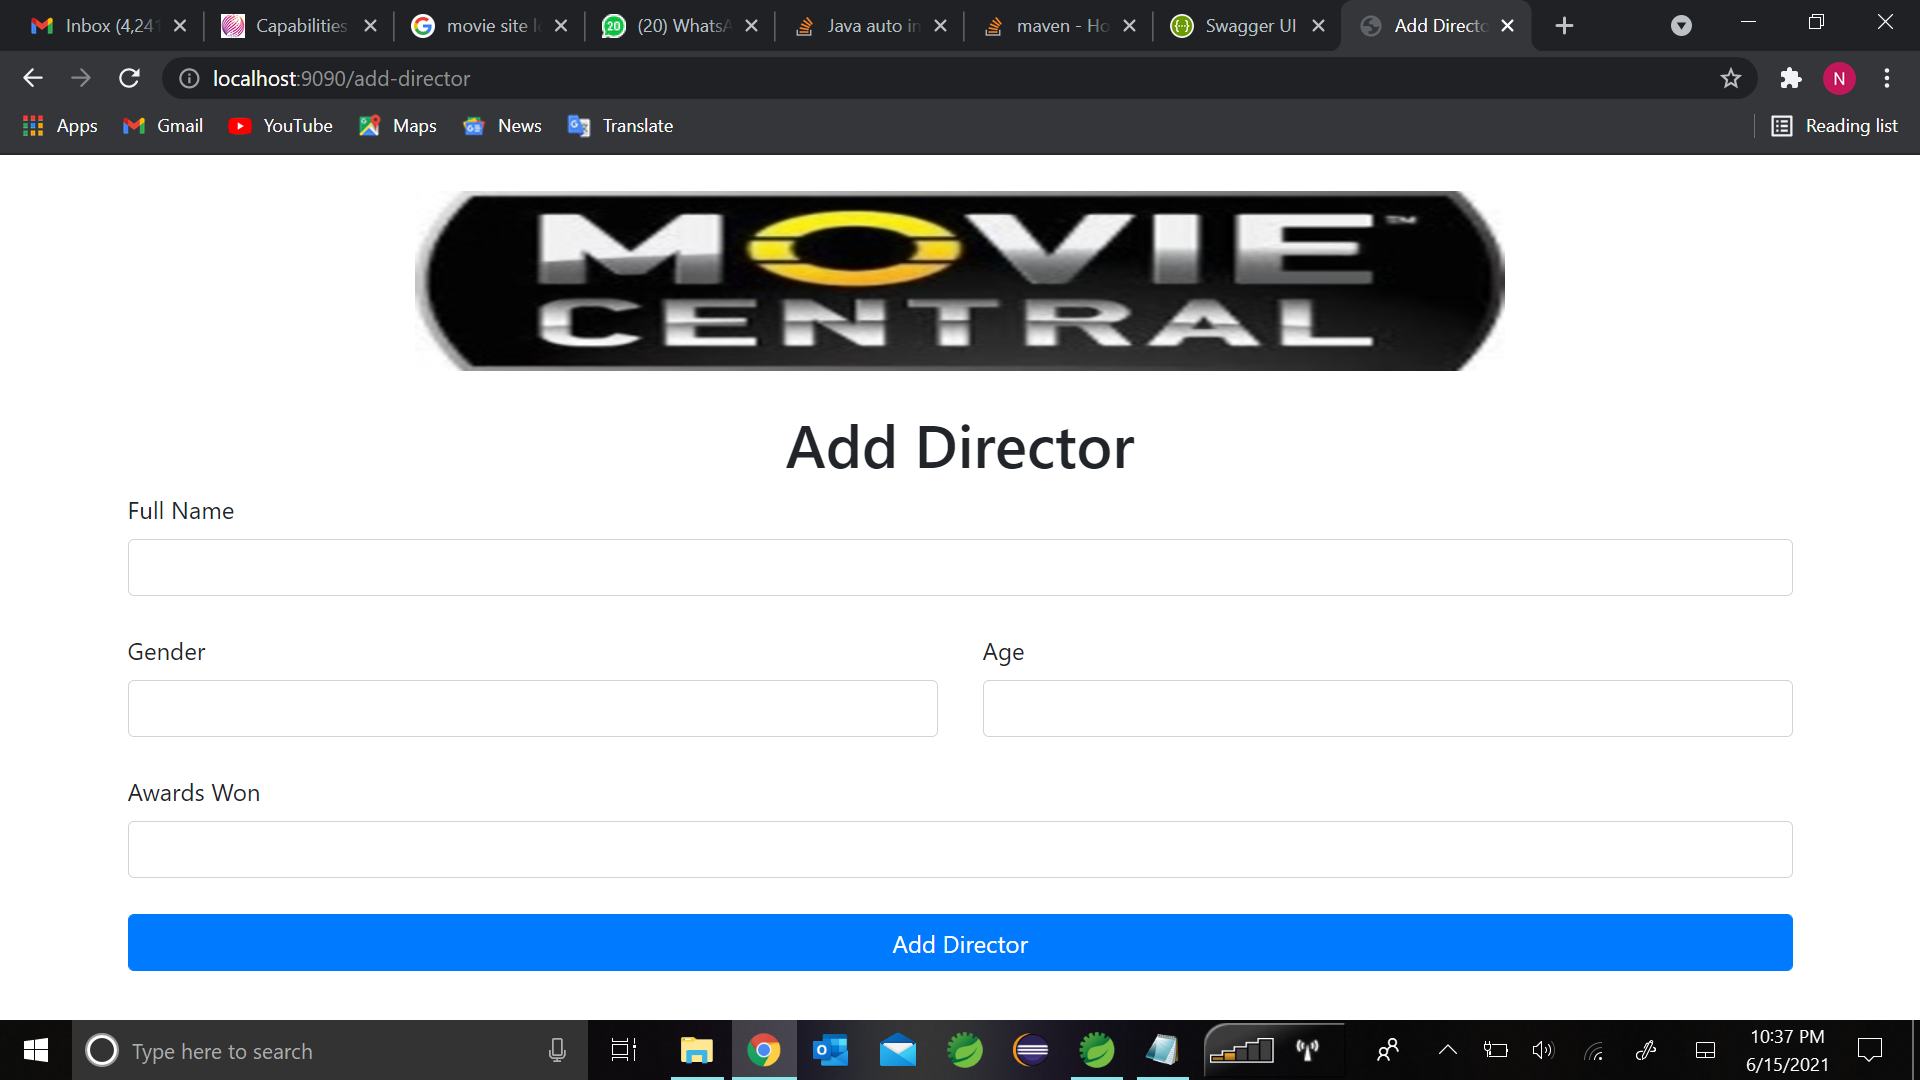 Inbox (4,241
Capabilities
movie site l
(20) WhatsA
Java auto in
maven - Ho
Swagger UI
Add Directo
localhost:9090/add-director
N
Apps
Gmail
YouTube
Maps
News
Translate
Reading list
MOVIE™
CENTRAL
Add Director
Full Name
Gender
Age
Awards Won
Add Director
Type here to search
10:37 PM
6/15/2021